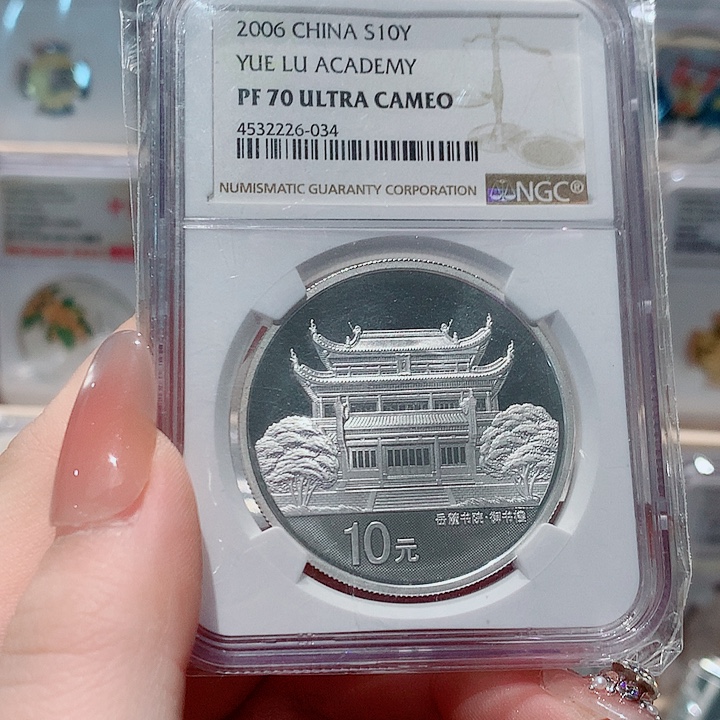 2006 CHINA S10Y
YUE LU ACADEMY
PF 70 ULTRA CAMEO
4532226-034
NUMISMATIC GUARANTY CORPORATION
NGC®
岳麓书院·御书楼
10元